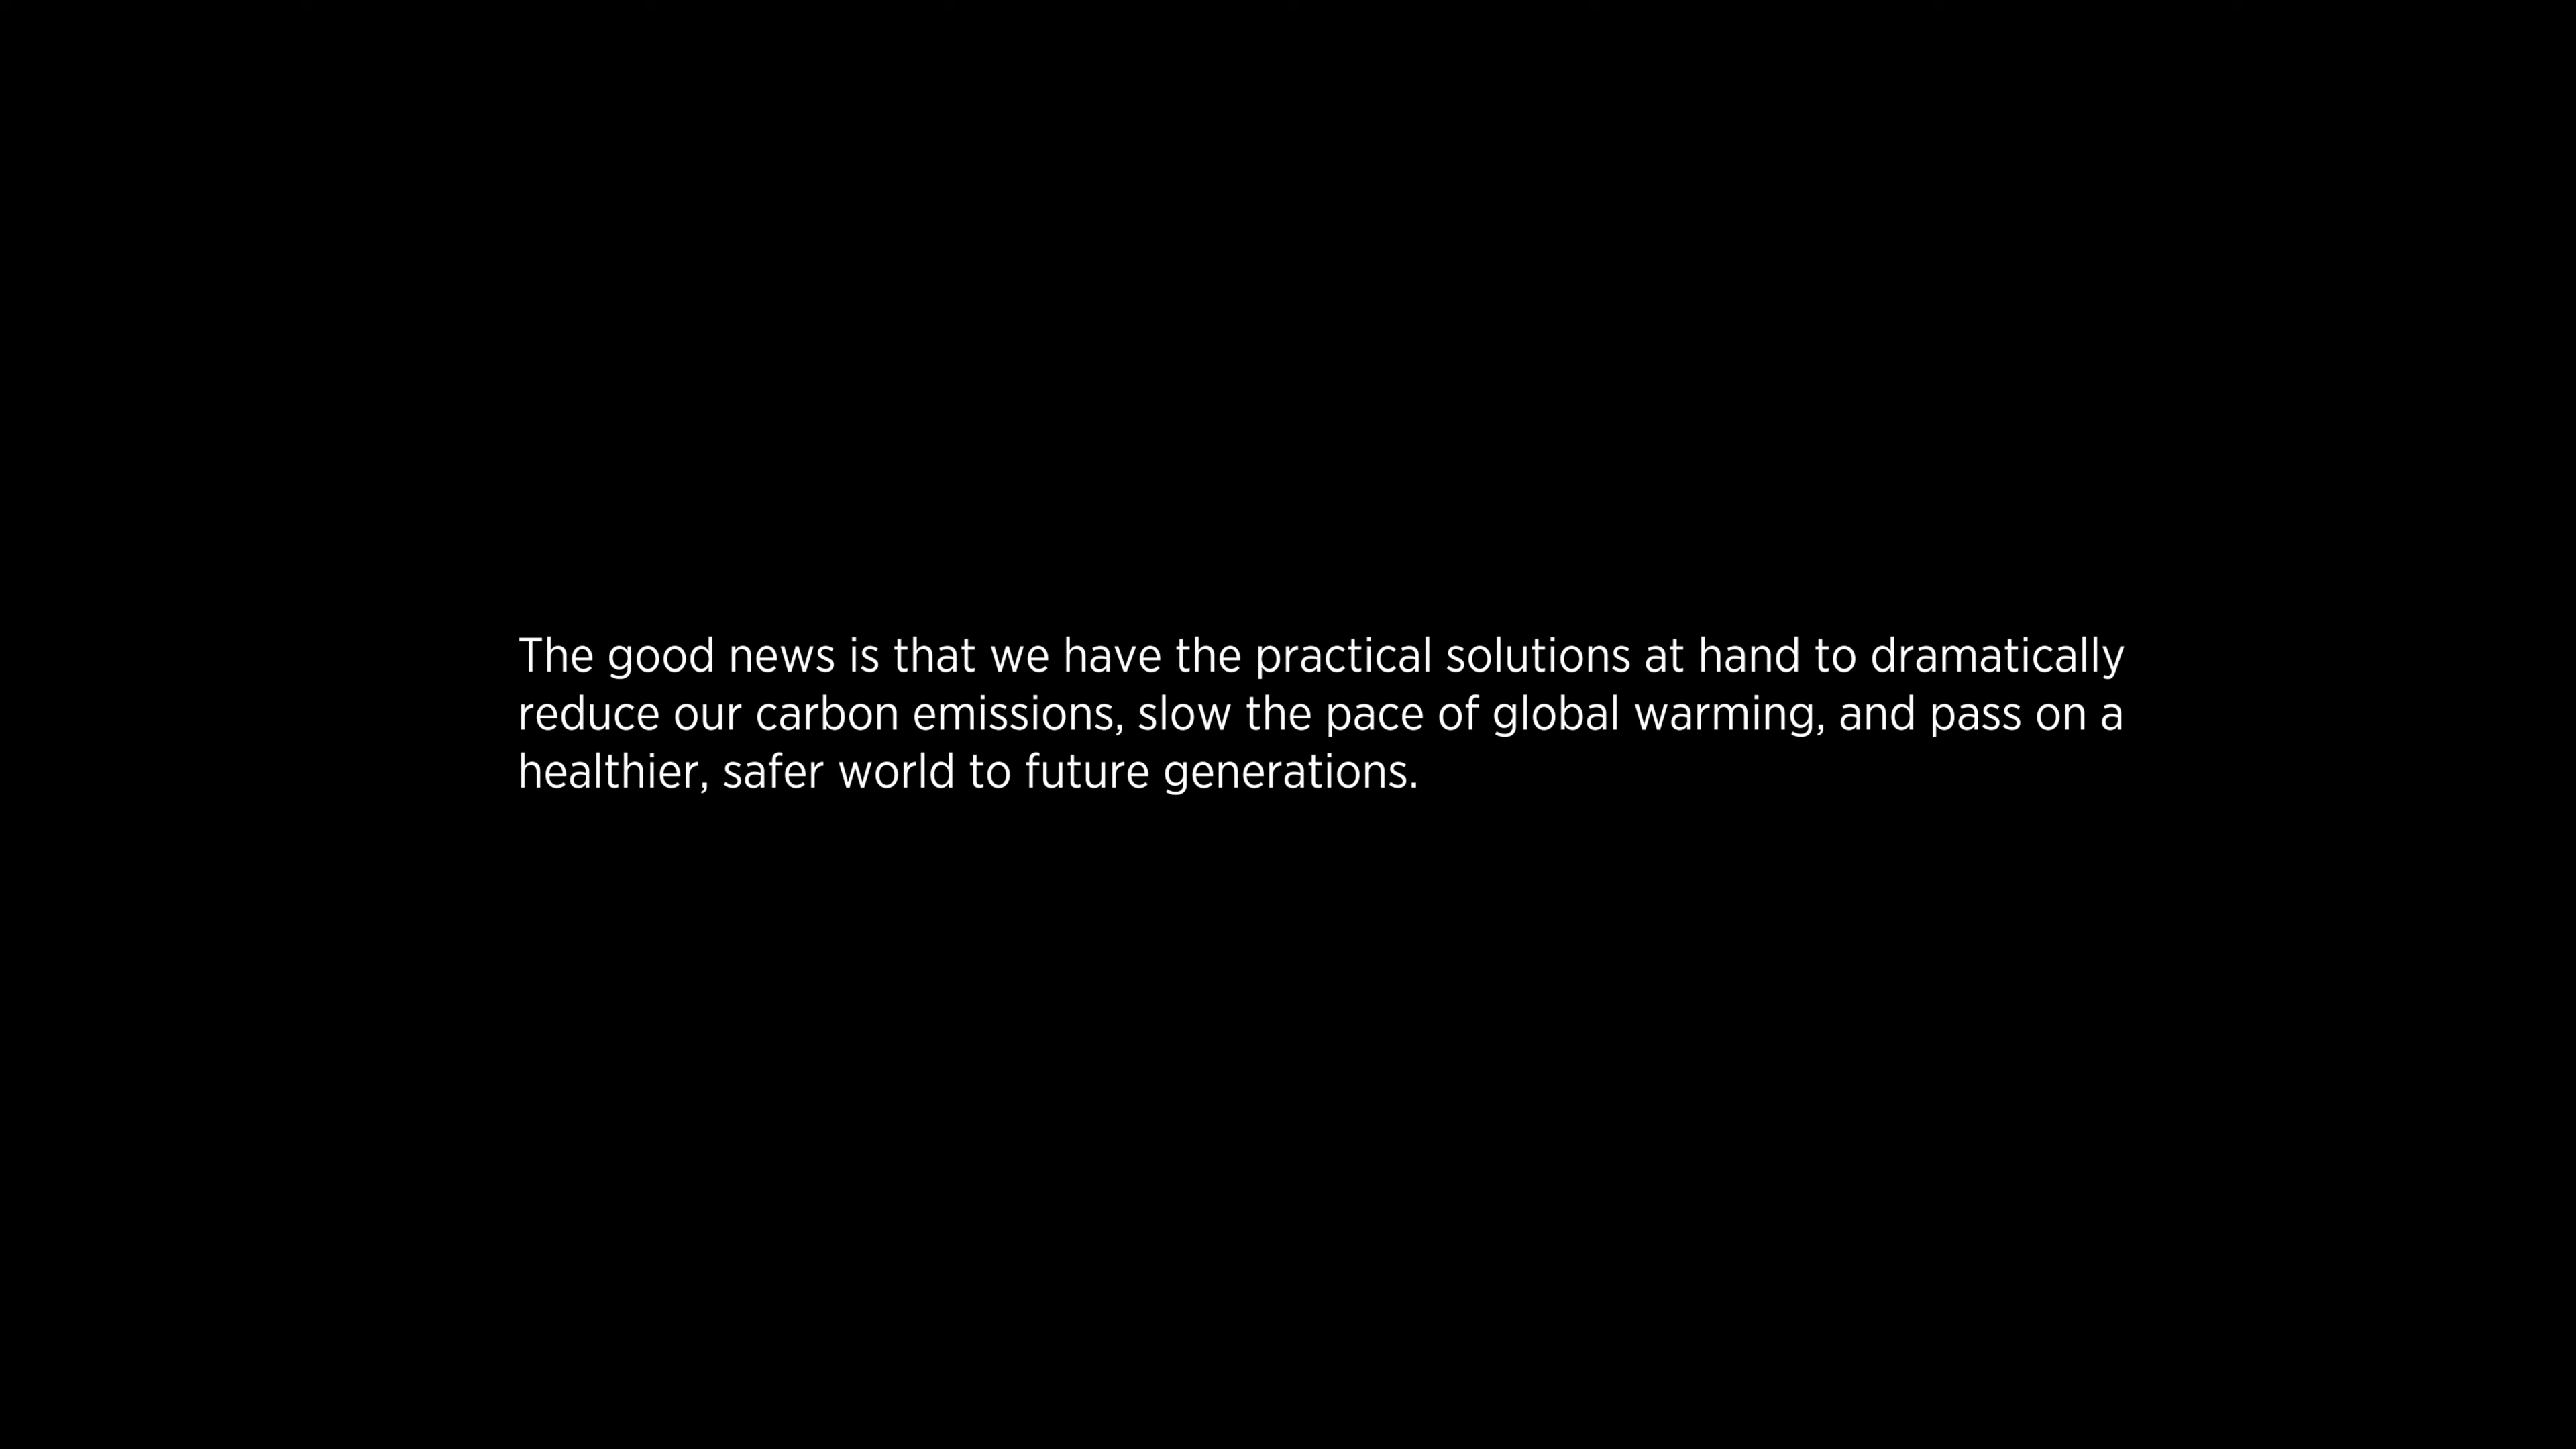 The good news is that we have the practical solutions at hand to dramatically
reduce our carbon emissions, slow the pace of global warming, and pass on a
healthier, safer world to future generations.